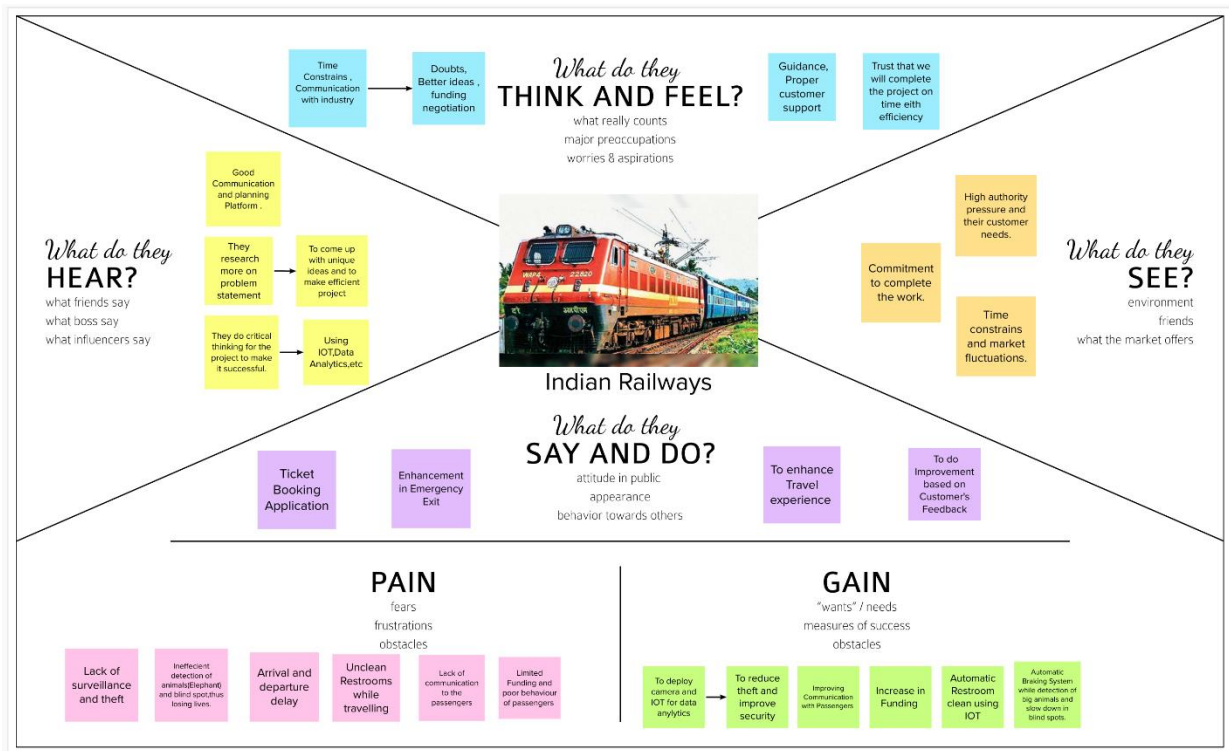 What do they
THINK AND FEEL?
what really counts
major preoccupations
worries & aspirations
Time
Constrains ,
Communication
with industry
Doubts,
Better ideas ,
funding
negotiation
Guidance,
Proper
customer
support
Trust that we
will complete
the project on
time eith
efficiency
What do they
HEAR?
what friends say
what boss say
what influencers say
Good
Communication
and planning
Platform .
They
research
more on
problem
statement
To come up
with unique
ideas and to
make efficient
project
They do critical
thinking for the
project to make
it successful.
Using
IOT,Data
Analytics,etc
WAP4
22820
Indian Railways
What do they
SEE?
environment
friends
what the market offers
High authority
pressure and
their customer
needs.
Commitment
to complete
the work.
Time
constrains
and market
fluctuations.
What do they
SAY AND DO?
attitude in public
appearance
behavior towards others
Ticket
Booking
Application
Enhancement
in Emergency
Exit
To enhance
Travel
experience
To do
Improvement
based on
Customer's
Feedback
PAIN
fears
frustrations
obstacles
Lack of
surveillance
and theft
Ineffecient
detection of
animals(Elephant)
and blind spot,thus
losing lives.
Arrival and
departure
delay
Unclean
Restrooms
while
travelling
Lack of
communication
to the
passengers
Limited
Funding and
poor behaviour
of passengers.
GAIN
“wants” / needs
measures of success
obstacles
To deploy
camera and
IOT for data
anylytics
To reduce
theft and
improve
security
Improving
Communication
with Passengers
Increase in
Funding
Automatic
Restroom
clean using
IOT
Automatic
Braking System
while detection of
big animals and
slow down in
blind spots.